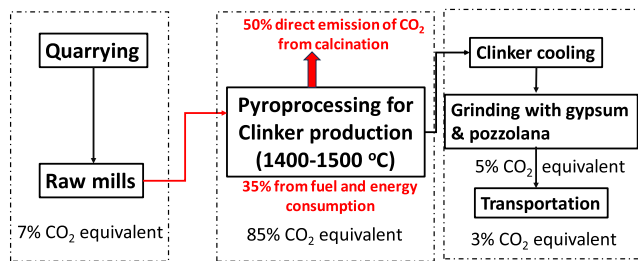 Quarrying
Raw mills
7% CO₂ equivalent
50% direct emission of CO₂
from calcination
Pyroprocessing for
Clinker production
(1400-1500 ºC)
35% from fuel and energy
consumption
85% CO₂ equivalent
Clinker cooling
Grinding with gypsum
& pozzolana
5% CO₂ equivalent
Transportation
3% CO₂ equivalent